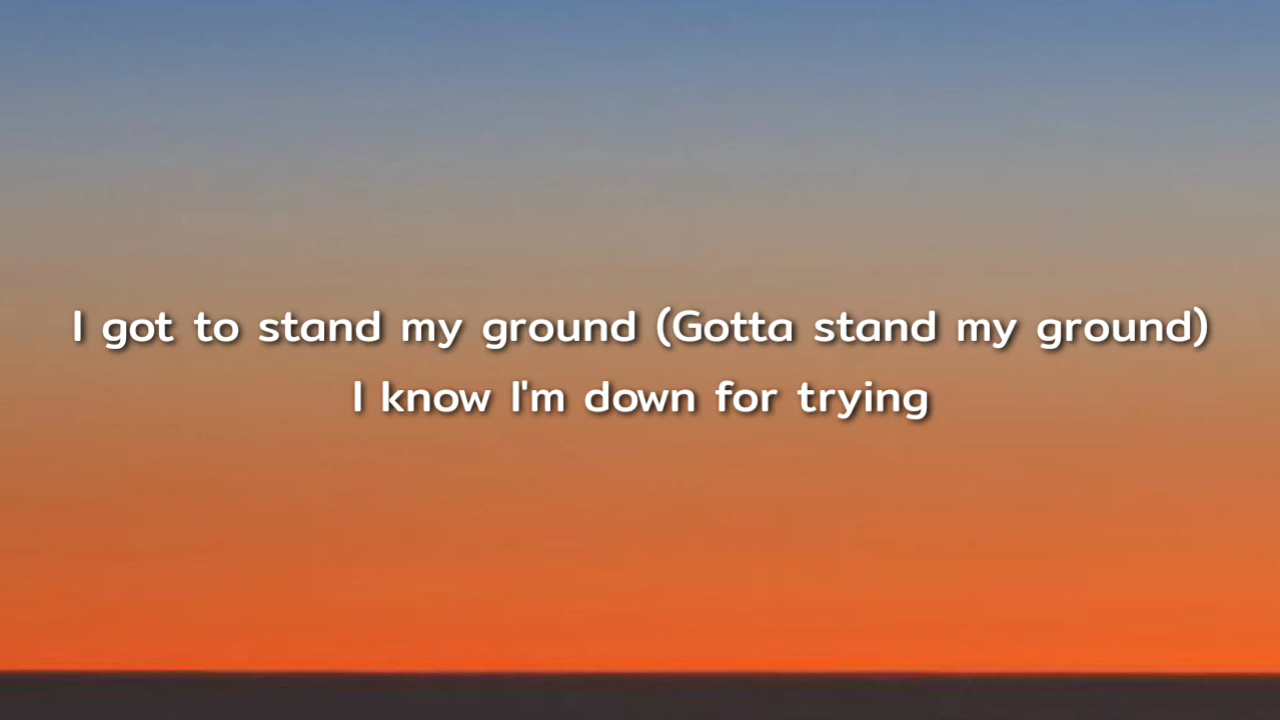 I got to stand my ground (Gotta stand my ground)
I know I'm down for trying